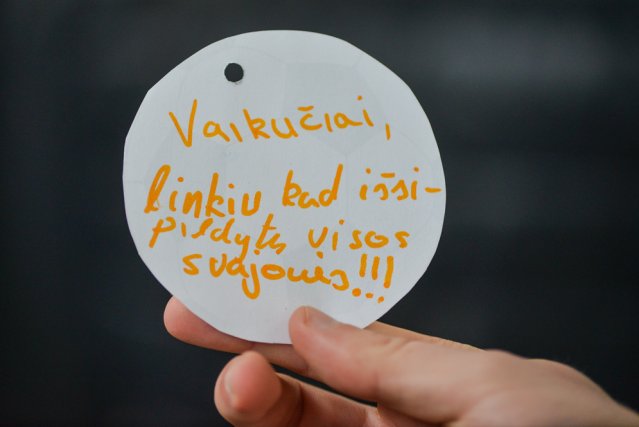 Vaikučiai,
linkiu kad išsi-
pildytų visos
svajonės!!!